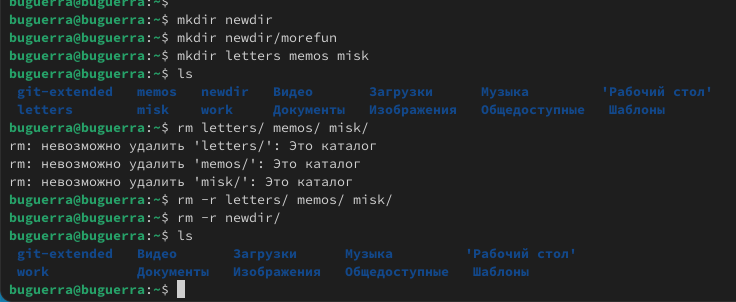 buguerra@buguerra:~$
buguerra@buguerra:~$ mkdir newdir
buguerra@buguerra:~$ mkdir newdir/morefun
buguerra@buguerra:~$ mkdir letters memos misk
buguerra@buguerra:~$ ls
git-extended memos newdir Видео Загрузки Музыка 'Рабочий стол'
letters misk work Документы Изображения Общедоступные Шаблоны
buguerra@buguerra:~$ rm letters/ memos/ misk/
rm: невозможно удалить 'letters/': Это каталог
rm: невозможно удалить 'memos/': Это каталог
rm: невозможно удалить 'misk/': Это каталог
buguerra@buguerra:~$ rm -r letters/ memos/ misk/
buguerra@buguerra:~$ rm -r newdir/
buguerra@buguerra:~$ ls
git-extended Видео Загрузки Музыка 'Рабочий стол'
work Документы Изображения Общедоступные Шаблоны
buguerra@buguerra:~$